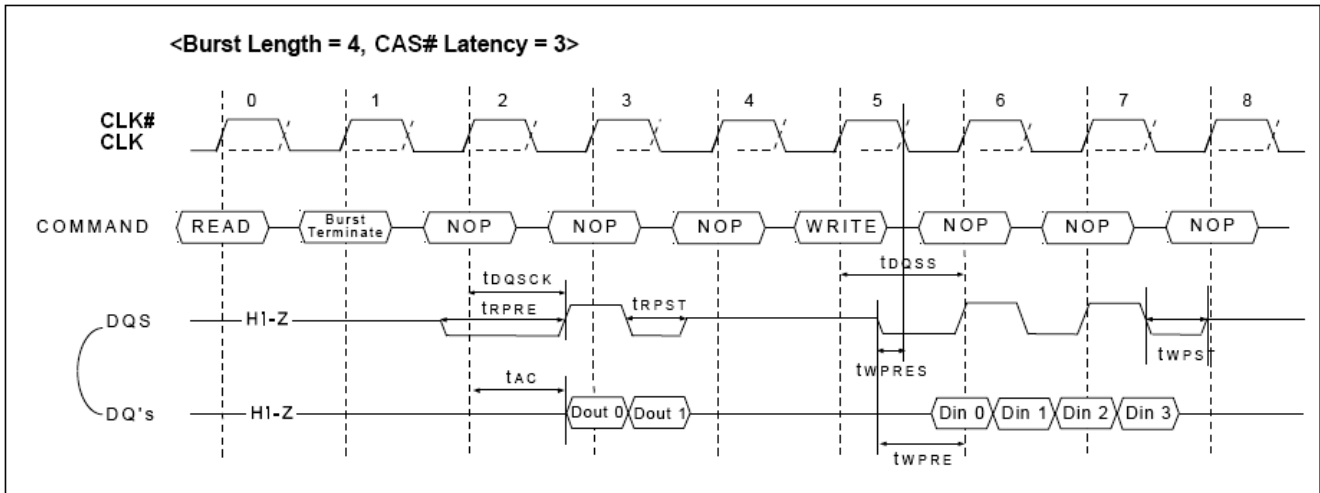 <Burst Length = 4, CAS# Latency = 3>
0 1 2 3 4 5 6 7 8
CLK#
CLK
COMMAND READ Burst Terminate NOP NOP NOP WRITE NOP NOP NOP
tDQSCK tDQSS
tRPRE tRPST
DQS H1-Z
tWPRES tWPST
tAC
DQ's H1-Z Dout 0 Dout 1 Din 0 Din 1 Din 2 Din 3
tWPRE